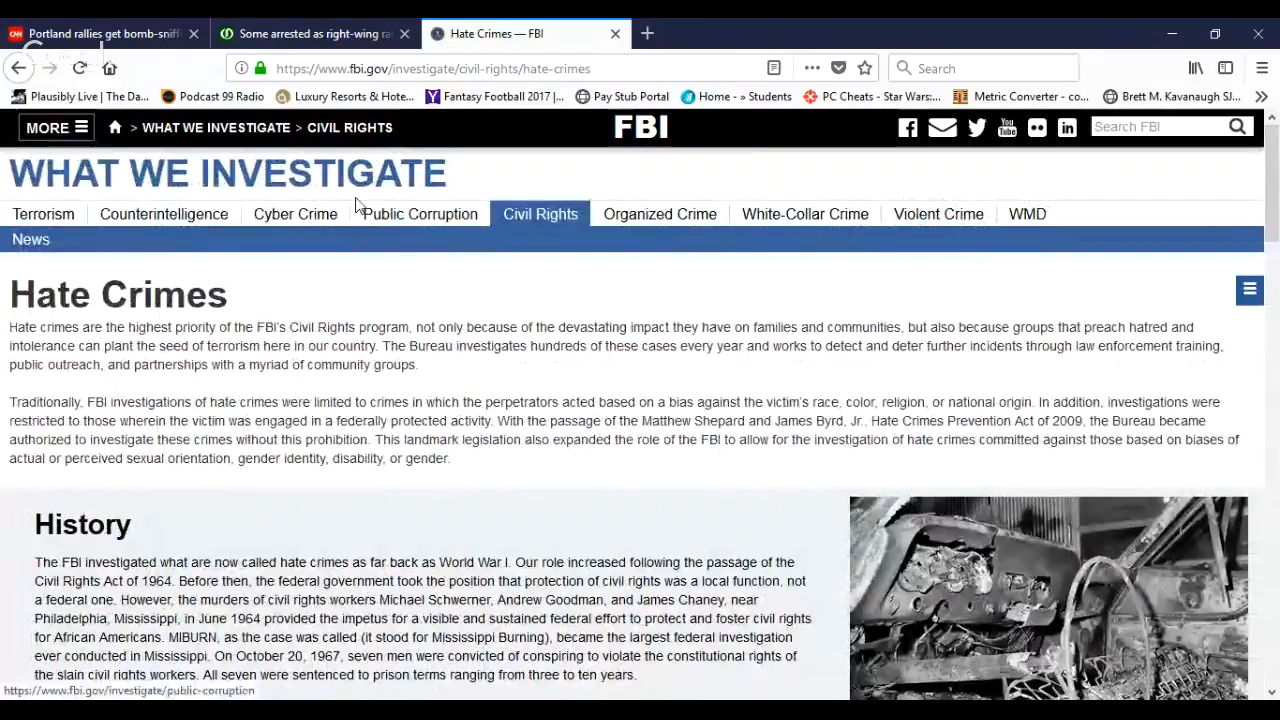 Portland rallies get bomb-sniff
Some arrested as right-wing ral
Hate Crimes — FBI
https://www.fbi.gov/investigate/civil-rights/hate-crimes
Search
Plausibly Live | The Da...
Podcast 99 Radio
Luxury Resorts & Hote...
Fantasy Football 2017 |...
Pay Stub Portal
Home - » Students
PC Cheats - Star Wars:...
Metric Converter - co...
Brett M. Kavanaugh SJ...
MORE
> WHAT WE INVESTIGATE > CIVIL RIGHTS
FBI
Search FBI
WHAT WE INVESTIGATE
Terrorism
Counterintelligence
Cyber Crime
Public Corruption
Civil Rights
Organized Crime
White-Collar Crime
Violent Crime
WMD
News
Hate Crimes
Hate crimes are the highest priority of the FBI's Civil Rights program, not only because of the devastating impact they have on families and communities, but also because groups that preach hatred and
intolerance can plant the seed of terrorism here in our country. The Bureau investigates hundreds of these cases every year and works to detect and deter further incidents through law enforcement training,
public outreach, and partnerships with a myriad of community groups.
Traditionally, FBI investigations of hate crimes were limited to crimes in which the perpetrators acted based on a bias against the victim's race, color, religion, or national origin. In addition, investigations were
restricted to those wherein the victim was engaged in a federally protected activity. With the passage of the Matthew Shepard and James Byrd, Jr., Hate Crimes Prevention Act of 2009, the Bureau became
authorized to investigate these crimes without this prohibition. This landmark legislation also expanded the role of the FBI to allow for the investigation of hate crimes committed against those based on biases of
actual or perceived sexual orientation, gender identity, disability, or gender.
History
The FBI investigated what are now called hate crimes as far back as World War I. Our role increased following the passage of the
Civil Rights Act of 1964. Before then, the federal government took the position that protection of civil rights was a local function, not
a federal one. However, the murders of civil rights workers Michael Schwerner, Andrew Goodman, and James Chaney, near
Philadelphia, Mississippi, in June 1964 provided the impetus for a visible and sustained federal effort to protect and foster civil rights
for African Americans. MIBURN, as the case was called (it stood for Mississippi Burning), became the largest federal investigation
ever conducted in Mississippi. On October 20, 1967, seven men were convicted of conspiring to violate the constitutional rights of
the slain civil rights workers. All seven were sentenced to prison terms ranging from three to ten years.
https://www.fbi.gov/investigate/public-corruption